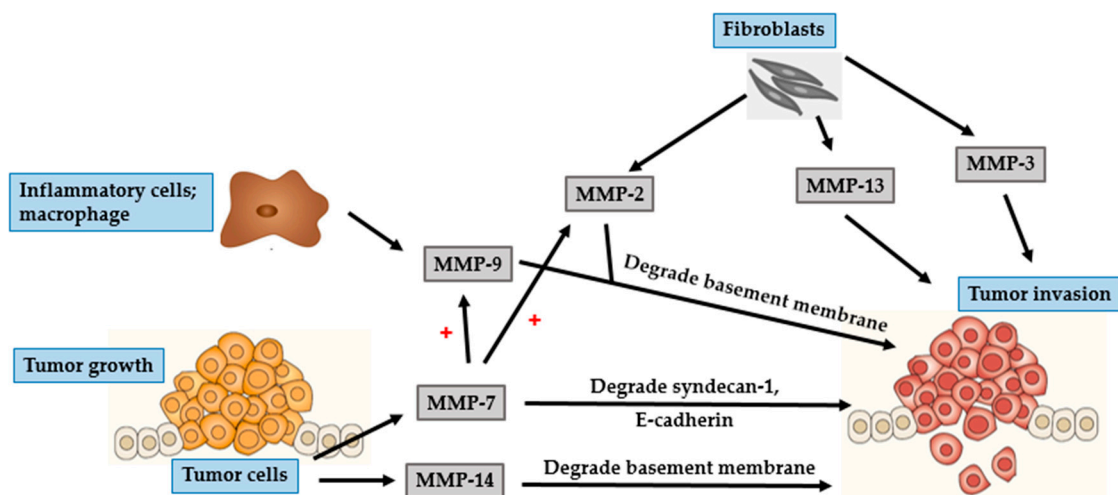 Fibroblasts
MMP-3
MMP-13
MMP-2
Inflammatory cells;
macrophage
MMP-9
Degrade basement membrane
Tumor invasion
+
+
Tumor growth
MMP-7
Degrade syndecan-1,
E-cadherin
Tumor cells
MMP-14
Degrade basement membrane